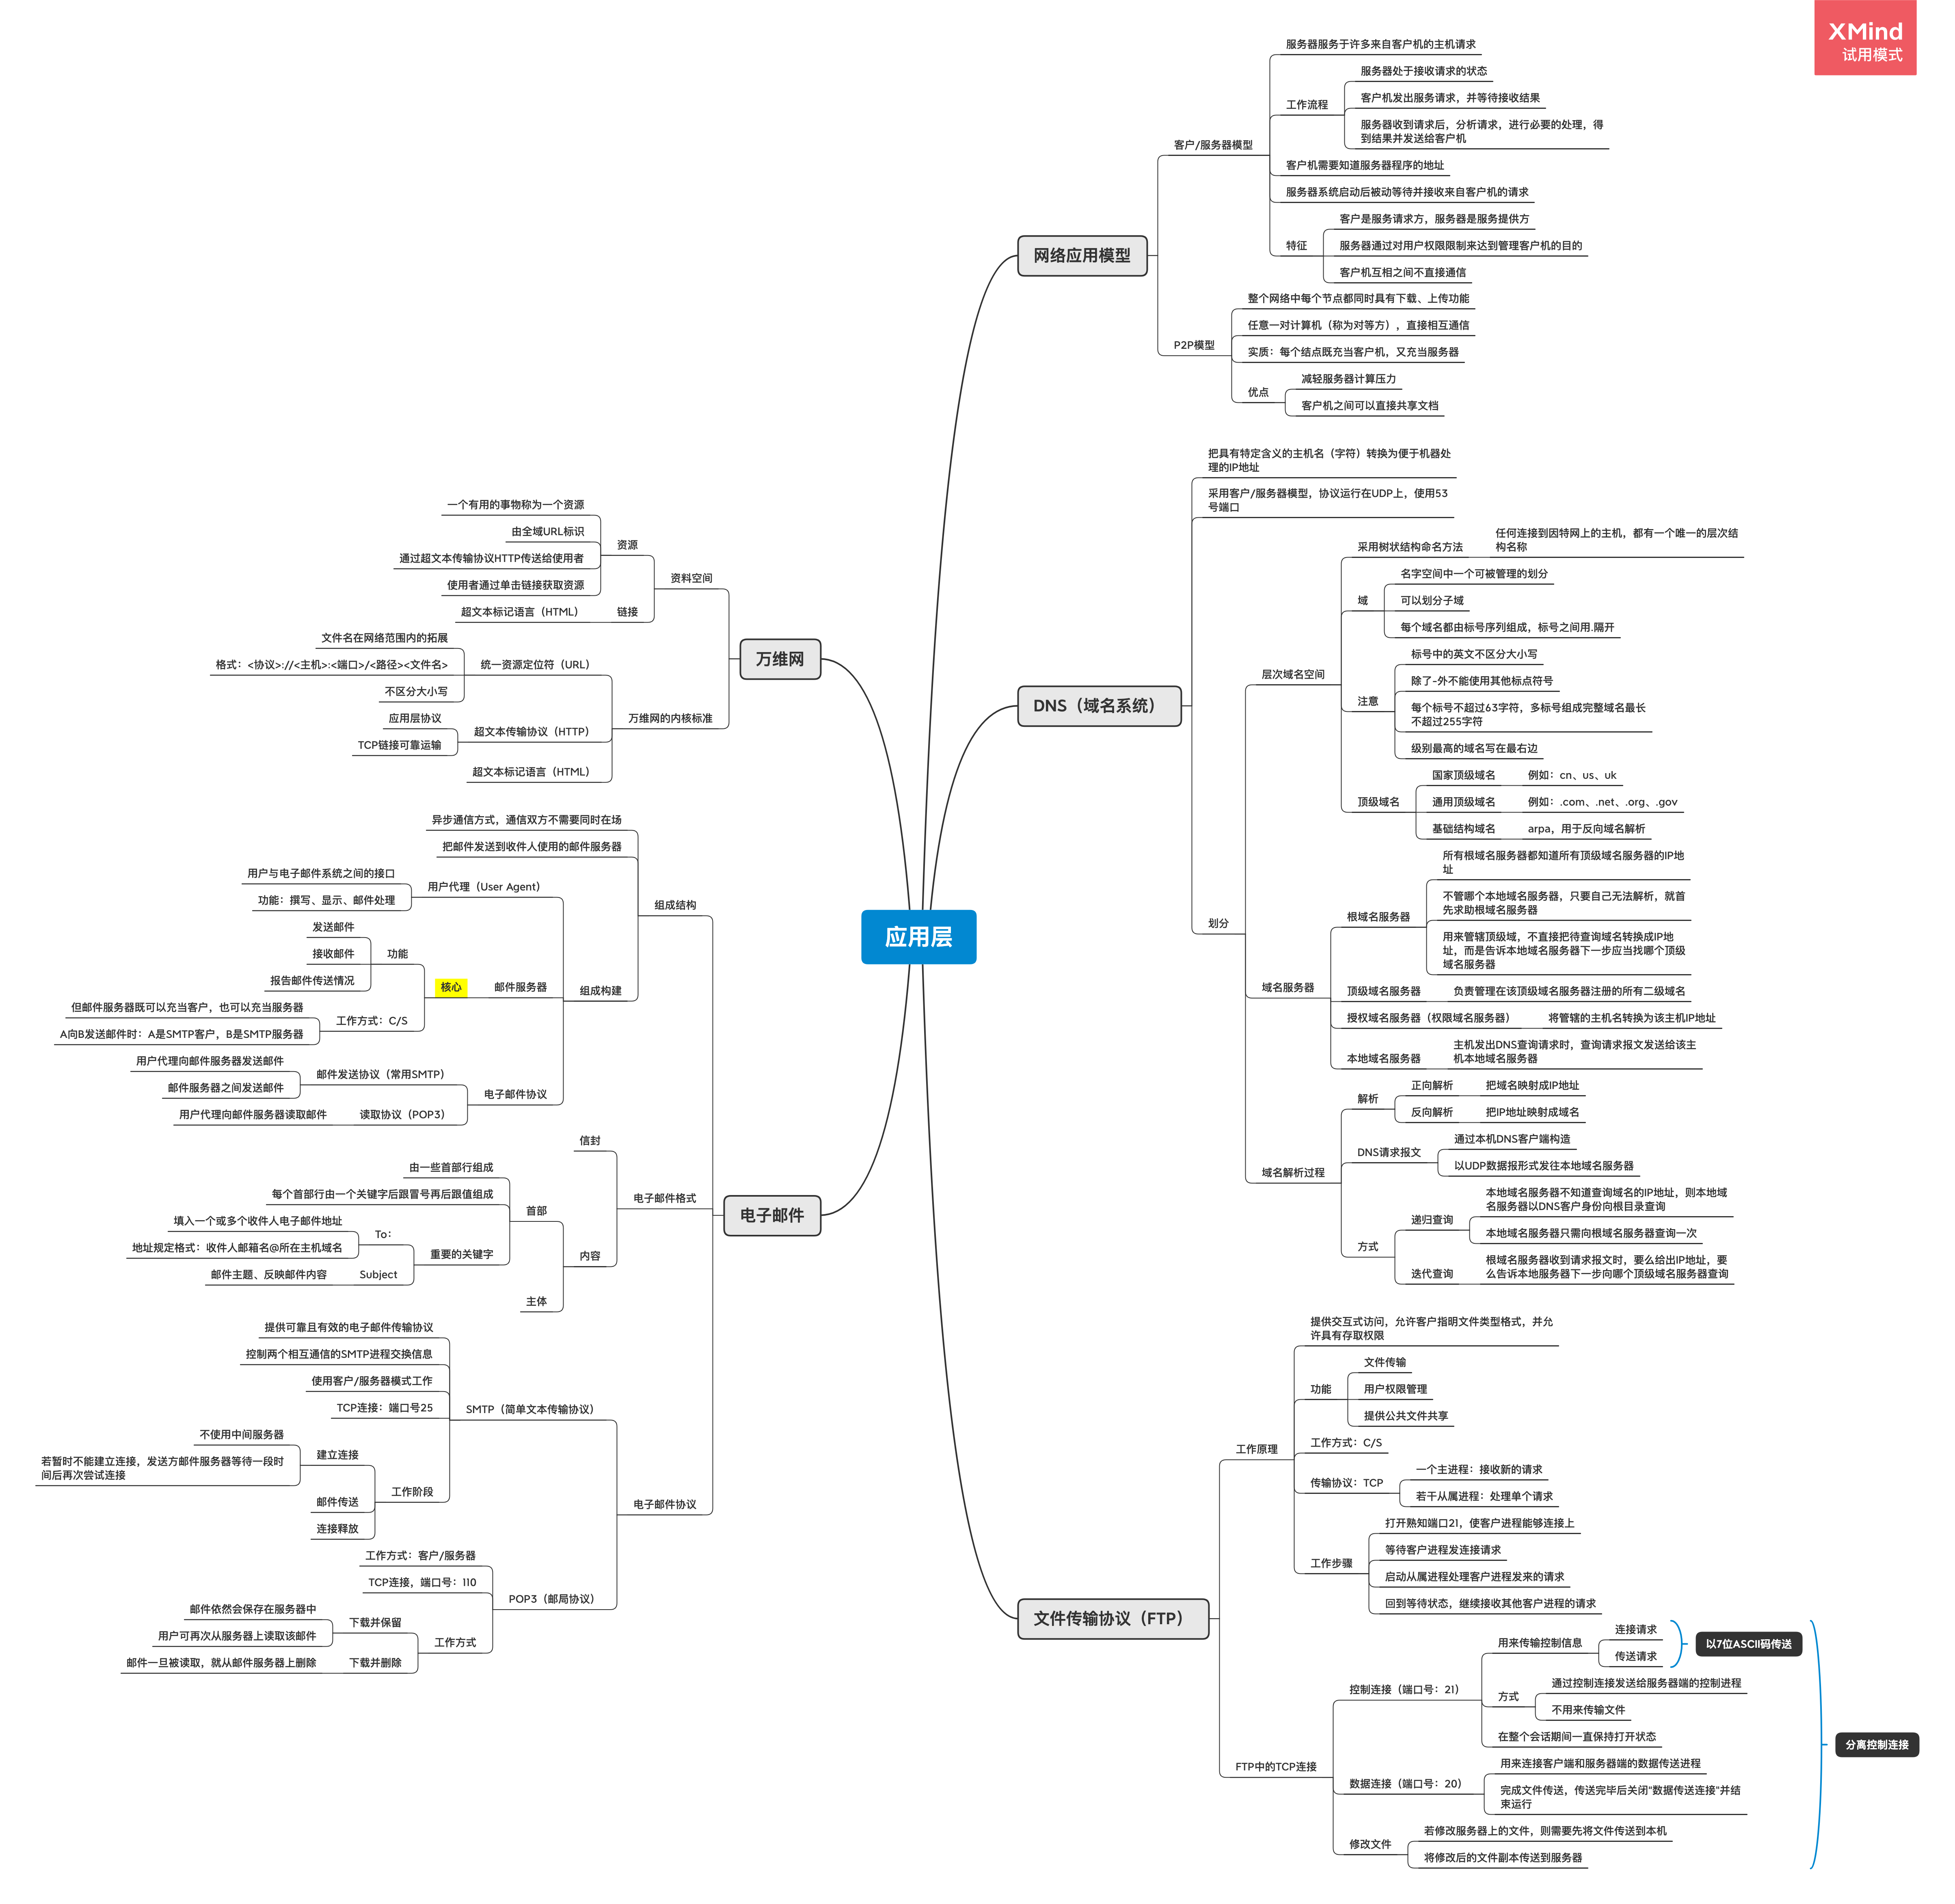 XMind
试用模式
应用层
网络应用模型
客户/服务器模型
服务器服务于许多来自客户机的主机请求
工作流程
服务器处于接收请求的状态
客户机发出服务请求，并等待接收结果
服务器收到请求后，分析请求，进行必要的处理，得
到结果并发送给客户机
客户机需要知道服务器程序的地址
服务器系统启动后被动等待并接收来自客户机的请求
特征
客户是服务请求方，服务器是服务提供方
服务器通过对用户权限限制来达到管理客户机的目的
客户机互相之间不直接通信
P2P模型
整个网络中每个节点都同时具有下载、上传功能
任意一对计算机（称为对等方），直接相互通信
实质：每个结点既充当客户机，又充当服务器
优点
减轻服务器计算压力
客户机之间可以直接共享文档
DNS（域名系统）
把具有特定含义的主机名（字符）转换为便于机器处
理的IP地址
采用客户/服务器模型，协议运行在UDP上，使用53
号端口
划分
层次域名空间
采用树状结构命名方法
任何连接到因特网上的主机，都有一个唯一的层次结
构名称
域
名字空间中一个可被管理的划分
可以划分子域
每个域名都由标号序列组成，标号之间用.隔开
注意
标号中的英文不区分大小写
除了-外不能使用其他标点符号
每个标号不超过63字符，多标号组成完整域名最长
不超过255字符
级别最高的域名写在最右边
顶级域名
国家顶级域名
例如：cn、us、uk
通用顶级域名
例如：.com、.net、.org、.gov
基础结构域名
arpa，用于反向域名解析
域名服务器
根域名服务器
所有根域名服务器都知道所有顶级域名服务器的IP地
址
不管哪个本地域名服务器，只要自己无法解析，就首
先求助根域名服务器
用来管辖顶级域，不直接把待查询域名转换成IP地
址，而是告诉本地域名服务器下一步应当找哪个顶级
域名服务器
顶级域名服务器
负责管理在该顶级域名服务器注册的所有二级域名
授权域名服务器（权限域名服务器）
将管辖的主机名转换为该主机IP地址
本地域名服务器
主机发出DNS查询请求时，查询请求报文发送给该主
机本地域名服务器
域名解析过程
解析
正向解析
把域名映射成IP地址
反向解析
把IP地址映射成域名
DNS请求报文
通过本机DNS客户端构造
以UDP数据报形式发往本地域名服务器
方式
递归查询
本地域名服务器不知道查询域名的IP地址，则本地域
名服务器以DNS客户身份向根目录查询
本地域名服务器只需向根域名服务器查询一次
迭代查询
根域名服务器收到请求报文时，要么给出IP地址，要
么告诉本地服务器下一步向哪个顶级域名服务器查询
文件传输协议（FTP）
工作原理
提供交互式访问，允许客户指明文件类型格式，并允
许具有存取权限
功能
文件传输
用户权限管理
提供公共文件共享
工作方式：C/S
传输协议：TCP
一个主进程：接收新的请求
若干从属进程：处理单个请求
工作步骤
打开熟知端口21，使客户进程能够连接上
等待客户进程发连接请求
启动从属进程处理客户进程发来的请求
回到等待状态，继续接收其他客户进程的请求
FTP中的TCP连接
控制连接（端口号：21）
用来传输控制信息
连接请求
传送请求
以7位ASCII码传送
方式
通过控制连接发送给服务器端的控制进程
不用来传输文件
在整个会话期间一直保持打开状态
数据连接（端口号：20）
用来连接客户端和服务器端的数据传送进程
完成文件传送，传送完毕后关闭“数据传送连接”并结
束运行
修改文件
若修改服务器上的文件，则需要先将文件传送到本机
将修改后的文件副本传送到服务器
分离控制连接
万维网
资料空间
资源
一个有用的事物称为一个资源
由全域URL标识
通过超文本传输协议HTTP传送给使用者
使用者通过单击链接获取资源
链接
超文本标记语言（HTML）
万维网的内核标准
统一资源定位符（URL）
文件名在网络范围内的拓展
格式：<协议>://<主机>:<端口>/<路径><文件名>
不区分大小写
超文本传输协议（HTTP）
应用层协议
TCP链接可靠运输
超文本标记语言（HTML）
电子邮件
组成结构
异步通信方式，通信双方不需要同时在场
把邮件发送到收件人使用的邮件服务器
组成构建
用户代理（User Agent）
用户与电子邮件系统之间的接口
功能：撰写、显示、邮件处理
邮件服务器
核心
功能
发送邮件
接收邮件
报告邮件传送情况
工作方式：C/S
但邮件服务器既可以充当客户，也可以充当服务器
A向B发送邮件时：A是SMTP客户，B是SMTP服务器
电子邮件协议
邮件发送协议（常用SMTP）
用户代理向邮件服务器发送邮件
邮件服务器之间发送邮件
读取协议（POP3）
用户代理向邮件服务器读取邮件
电子邮件格式
信封
内容
首部
由一些首部行组成
每个首部行由一个关键字后跟冒号再后跟值组成
重要的关键字
To：
填入一个或多个收件人电子邮件地址
地址规定格式：收件人邮箱名@所在主机域名
Subject
邮件主题、反映邮件内容
主体
电子邮件协议
SMTP（简单文本传输协议）
提供可靠且有效的电子邮件传输协议
控制两个相互通信的SMTP进程交换信息
使用客户/服务器模式工作
TCP连接：端口号25
工作阶段
建立连接
不使用中间服务器
若暂时不能建立连接，发送方邮件服务器等待一段时
间后再次尝试连接
邮件传送
连接释放
POP3（邮局协议）
工作方式：客户/服务器
TCP连接，端口号：110
工作方式
下载并保留
邮件依然会保存在服务器中
用户可再次从服务器上读取该邮件
下载并删除
邮件一旦被读取，就从邮件服务器上删除